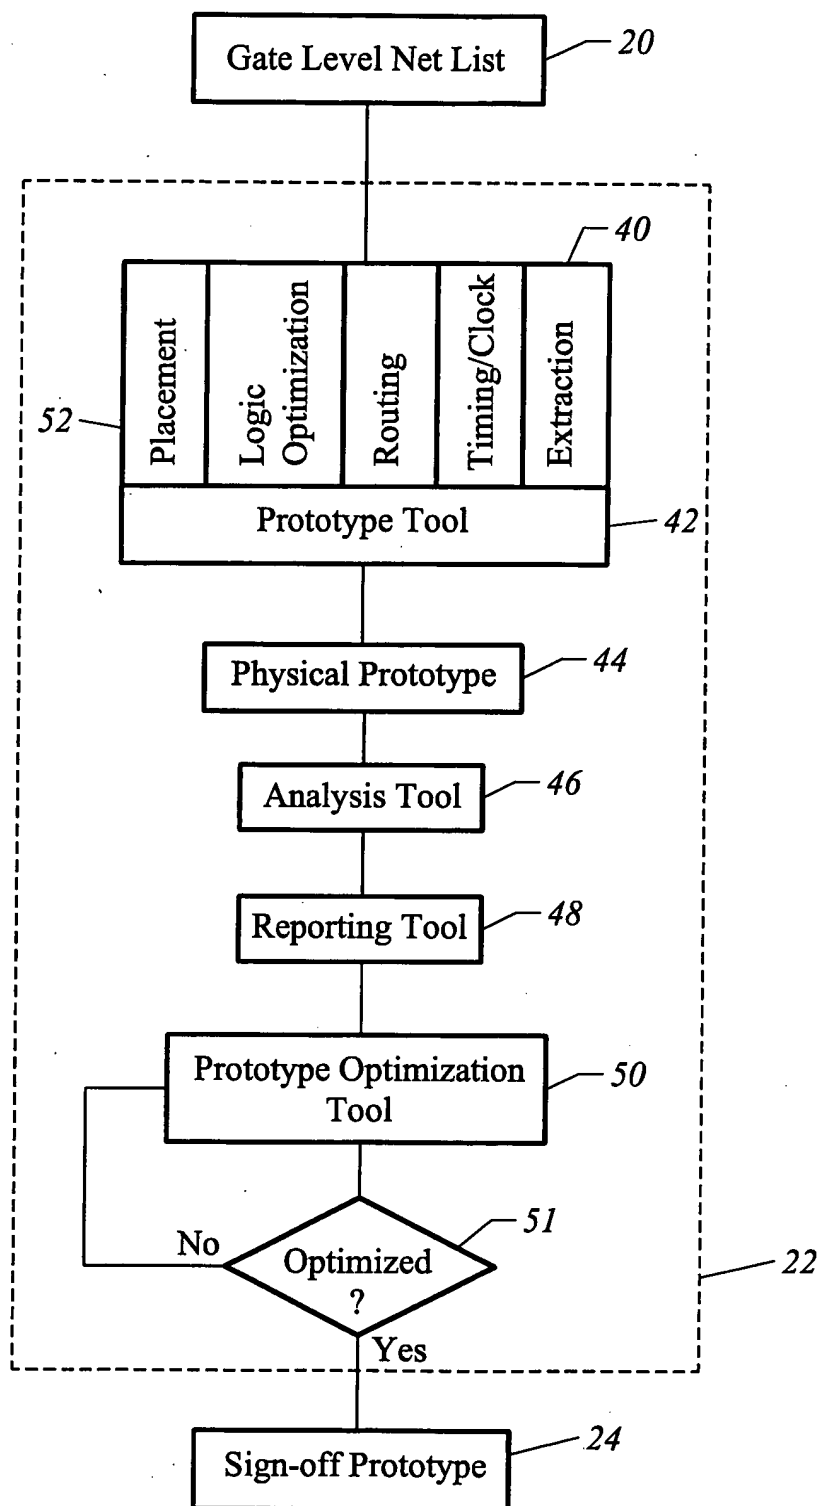 Gate Level Net List
20
40
Placement
Logic
Optimization
Routing
Timing/Clock
Extraction
52
Prototype Tool
42
Physical Prototype
44
Analysis Tool
46
Reporting Tool
48
Prototype Optimization
Tool
50
51
No
Optimized
?
22
Yes
24
Sign-off Prototype